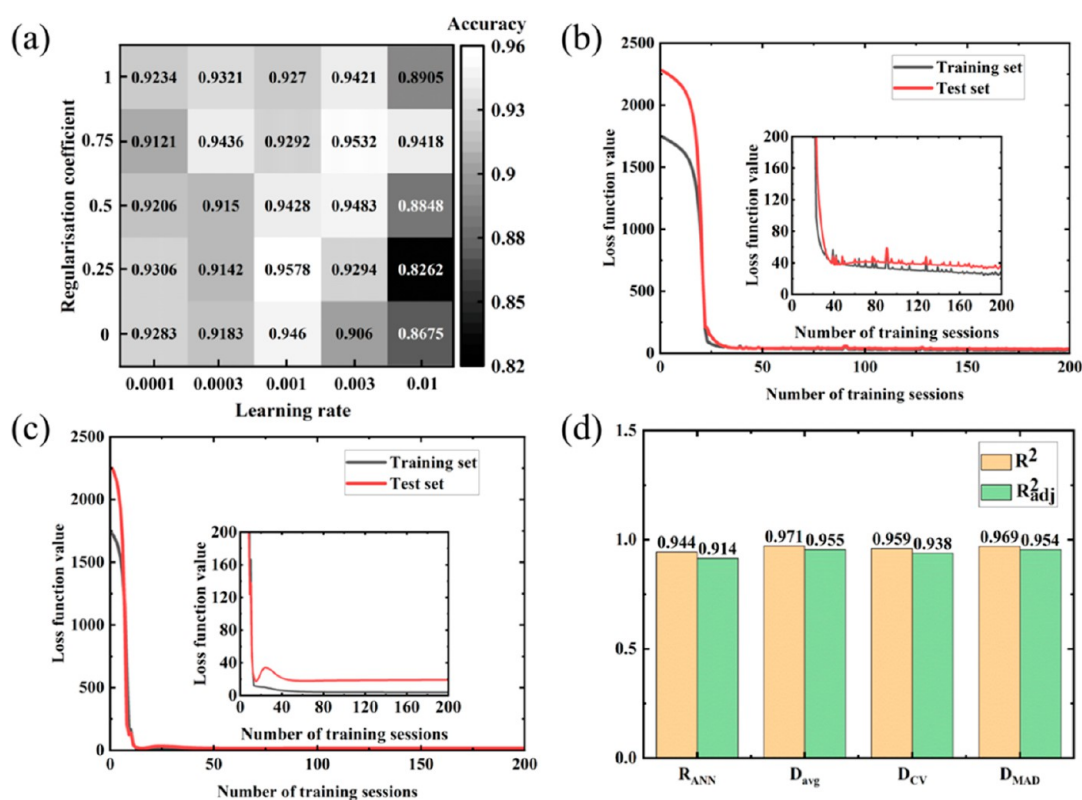 (a)
Accuracy
Regularisation coefficient
1
0.9234 0.9321 0.927 0.9421 0.8905
0.75
0.9121 0.9436 0.9292 0.9532 0.9418
0.5
0.9206 0.915 0.9428 0.9483 0.8848
0.25
0.9306 0.9142 0.9578 0.9294 0.8262
0
0.9283 0.9183 0.946 0.906 0.8675
0.0001 0.0003 0.001 0.003 0.01
Learning rate
0.96
0.93
0.91
0.88
0.85
0.82
(b)
Loss function value
2500
2000
1500
1000
500
0
0 50 100 150 200
Number of training sessions
Training set
Test set
Loss function value
200
160
120
80
40
0
0 40 80 120 160 200
Number of training sessions
(c)
Loss function value
2500
2250
2000
1750
1500
1250
1000
750
500
250
0
0 50 100 150 200
Number of training sessions
Training set
Test set
Loss function value
200
160
120
80
40
0
0 40 80 120 160 200
Number of training sessions
(d)
1.5
1.0
0.5
0.0
R²
R²adj
0.944 0.914 0.971 0.955 0.959 0.938 0.969 0.954
RANN Davg DCV DMAD